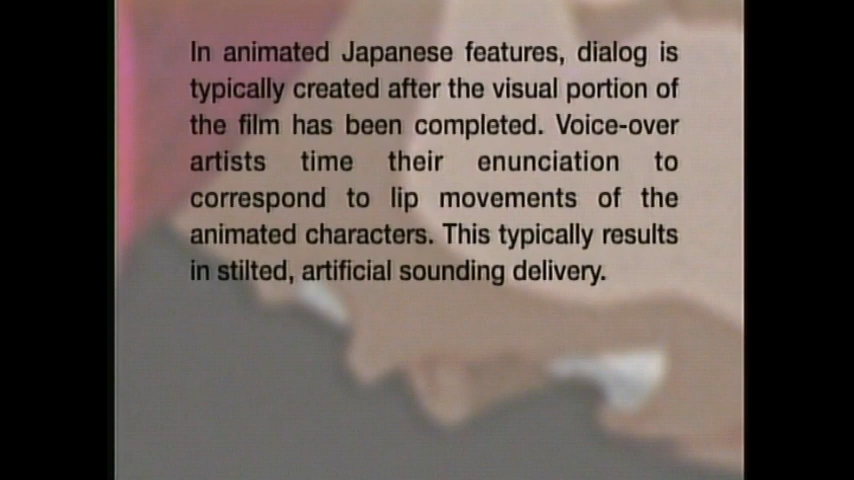 In animated Japanese features, dialog is
typically created after the visual portion of
the film has been completed. Voice-over
artists time their enunciation to
correspond to lip movements of the
animated characters. This typically results
in stilted, artificial sounding delivery.